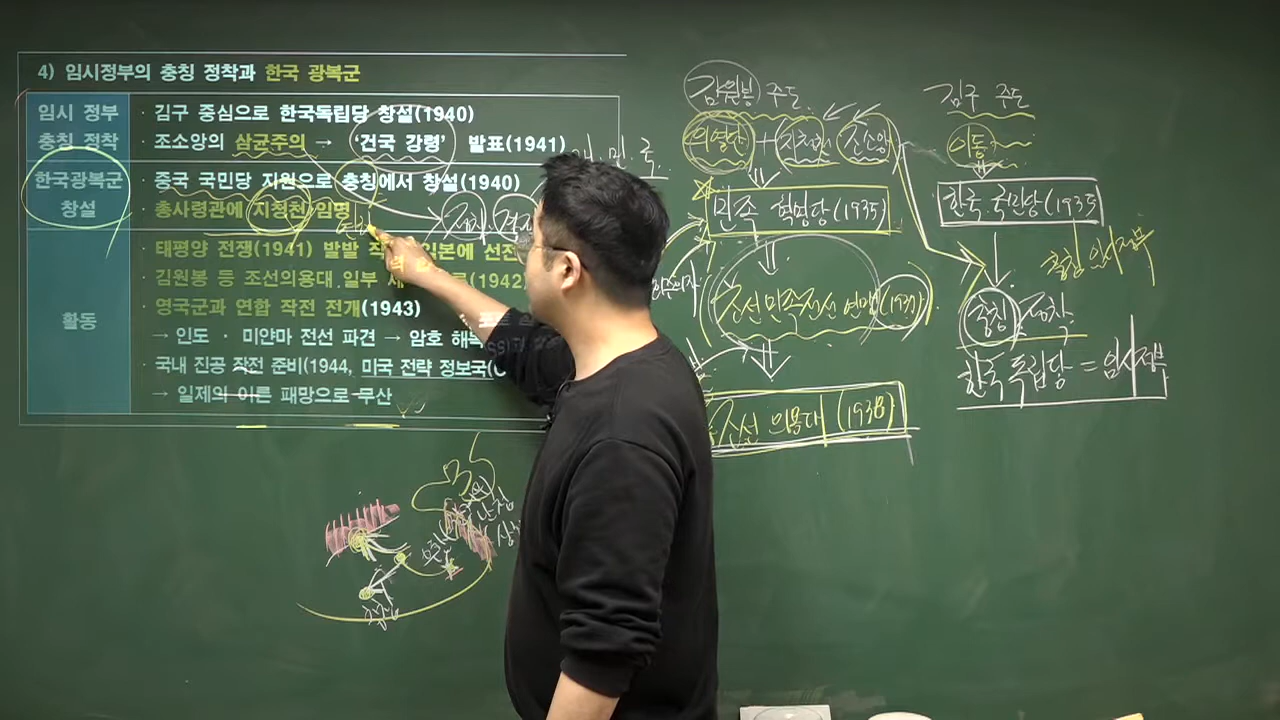 4) 임시정부의 충칭 정착과 한국 광복군
임시 정부
충칭 정착
· 김구 중심으로 한국독립당 창설(1940)
· 조소앙의 삼균주의 → '건국 강령' 발표(1941)
한국광복군
창설
· 중국 국민당 지원으로 충칭에서 창설(1940)
· 총사령관에 지청천 임명
활동
· 태평양 전쟁(1941) 발발 직 일본에 선전
· 김원봉 등 조선의용대 일부 (1942)
· 영국군과 연합 작전 전개(1943)
→ 인도 · 미얀마 전선 파견 → 암호 해독
· 국내 진공 작전 준비(1944, 미국 전략 정보국(O
→ 일제의 이른 패망으로 무산
정치
김원봉 주도
의열단 + 지청천 조소앙
민족 혁명당 (1935)
조선 민족전선 연맹 (1937)
조선 의용대 (1938)
김구 주도
이동
한국 국민당 (1935)
충칭 임시정부
충칭 정착
한국 독립당 = 임시정부